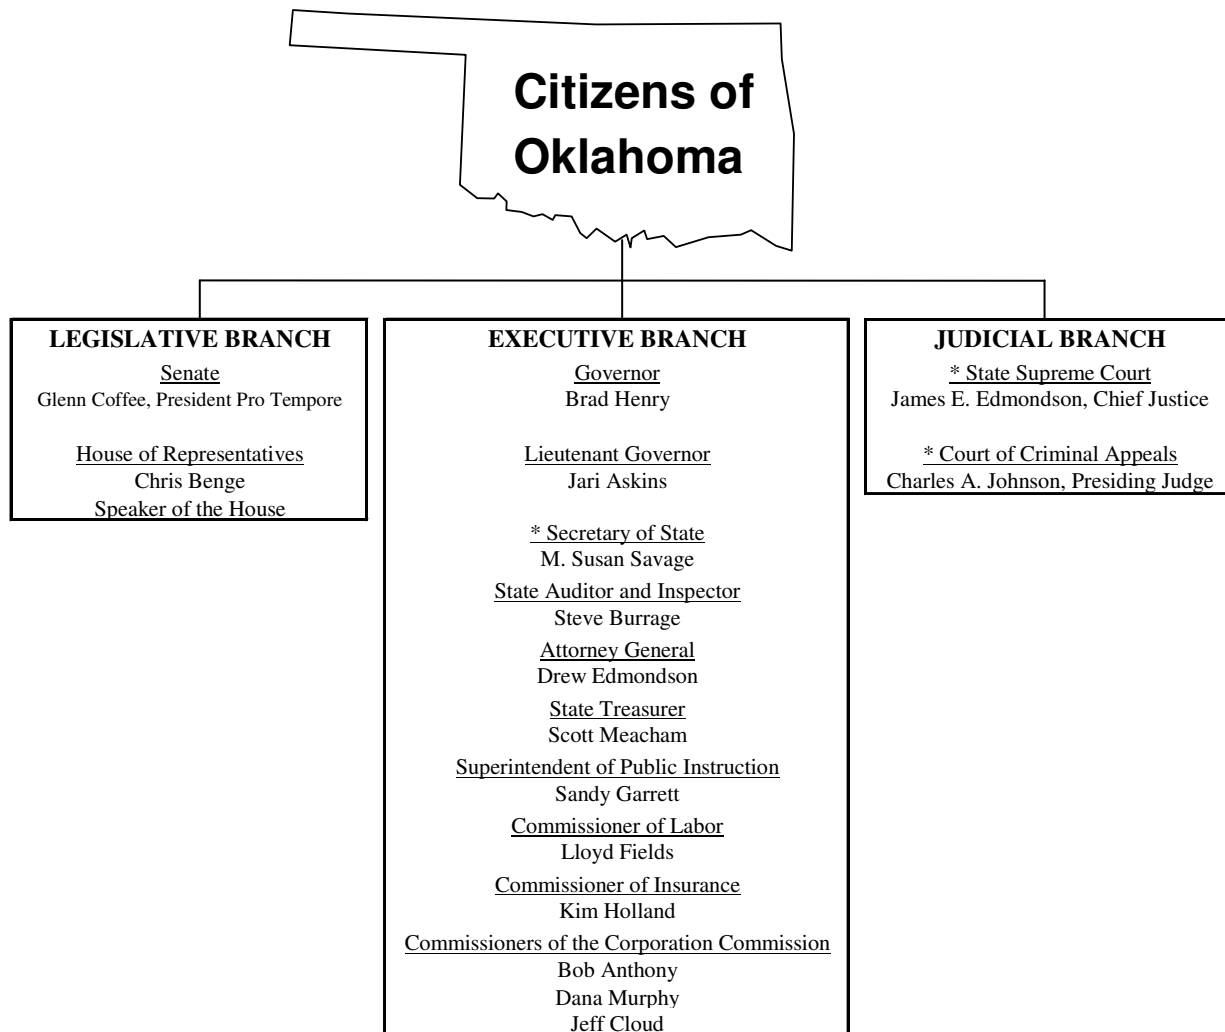 Citizens of
Oklahoma
LEGISLATIVE BRANCH
Senate
Glenn Coffee, President Pro Tempore
House of Representatives
Chris Benge
Speaker of the House
EXECUTIVE BRANCH
Governor
Brad Henry
Lieutenant Governor
Jari Askins
* Secretary of State
M. Susan Savage
State Auditor and Inspector
Steve Burrage
Attorney General
Drew Edmondson
State Treasurer
Scott Meacham
Superintendent of Public Instruction
Sandy Garrett
Commissioner of Labor
Lloyd Fields
Commissioner of Insurance
Kim Holland
Commissioners of the Corporation Commission
Bob Anthony
Dana Murphy
Jeff Cloud
JUDICIAL BRANCH
* State Supreme Court
James E. Edmondson, Chief Justice
* Court of Criminal Appeals
Charles A. Johnson, Presiding Judge